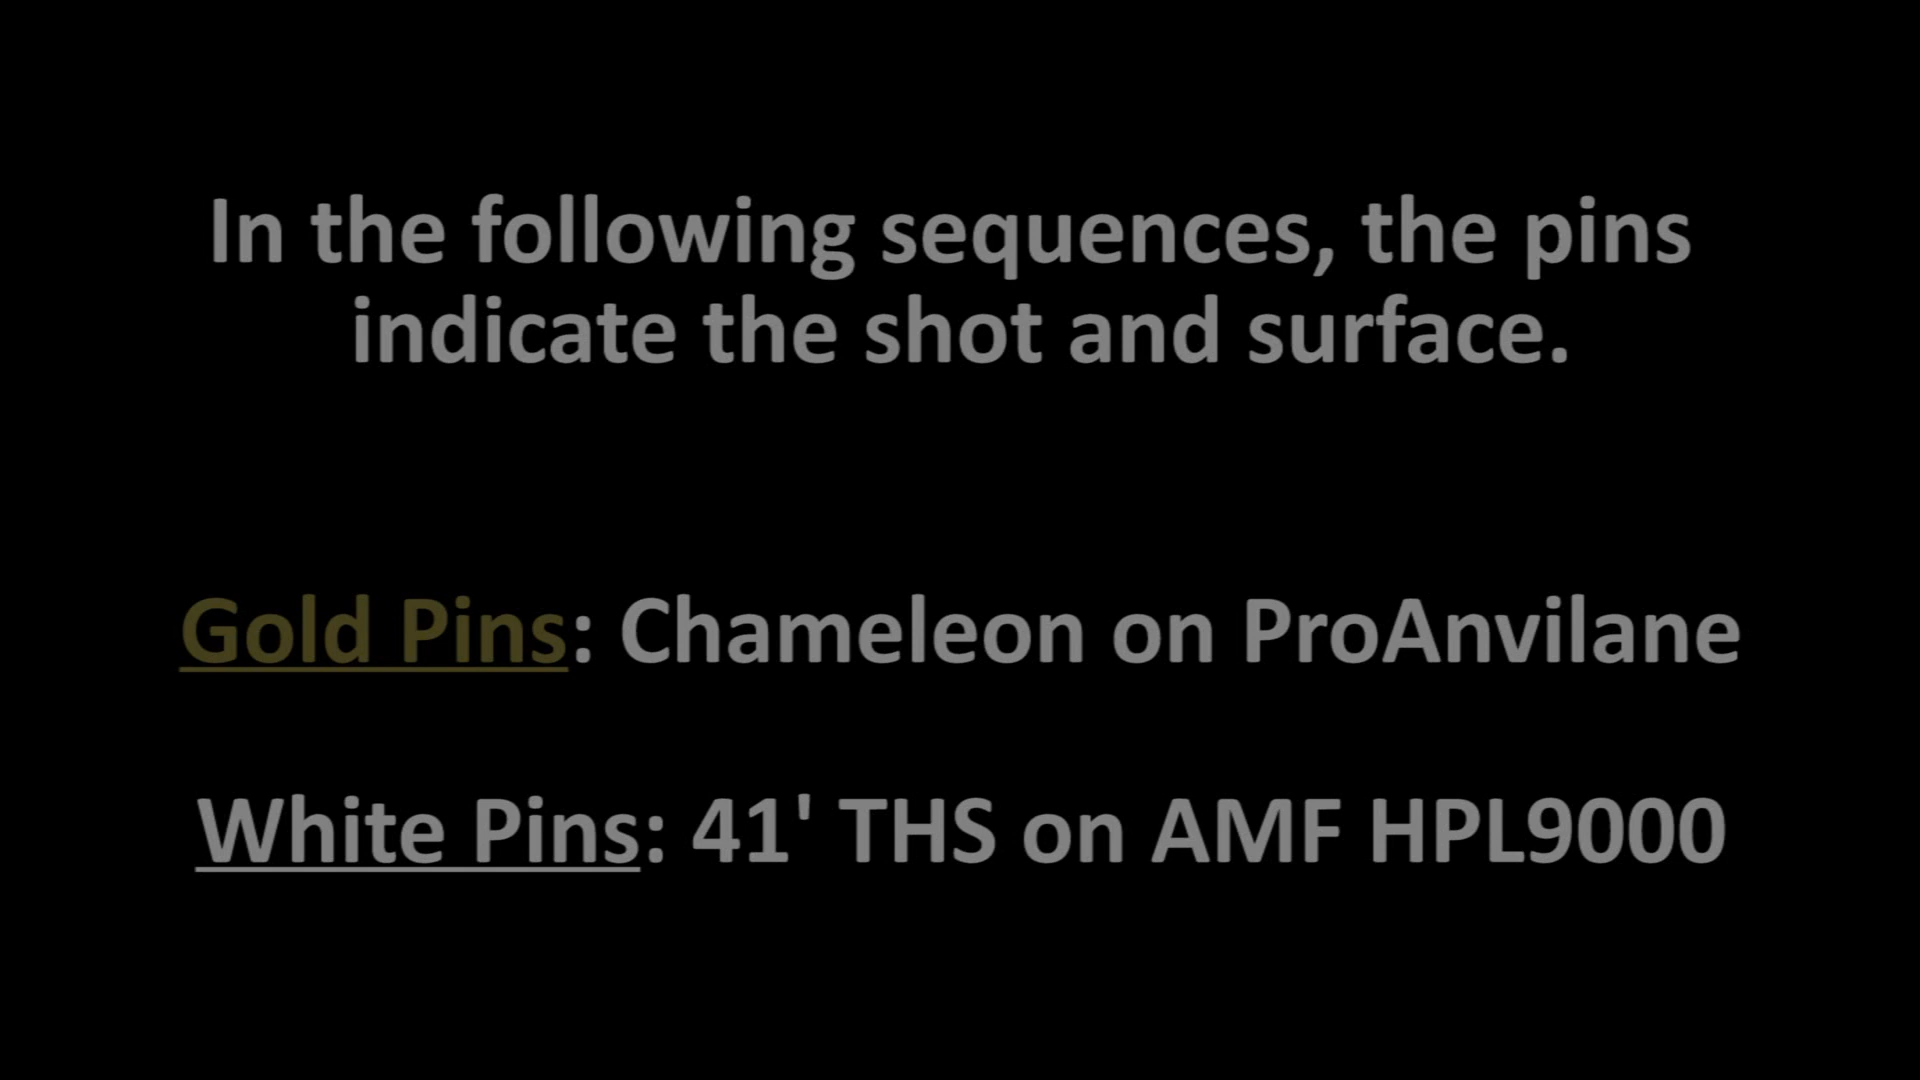 In the following sequences, the pins
indicate the shot and surface.
Gold Pins: Chameleon on ProAnvilane
White Pins: 41' THS on AMF HPL9000